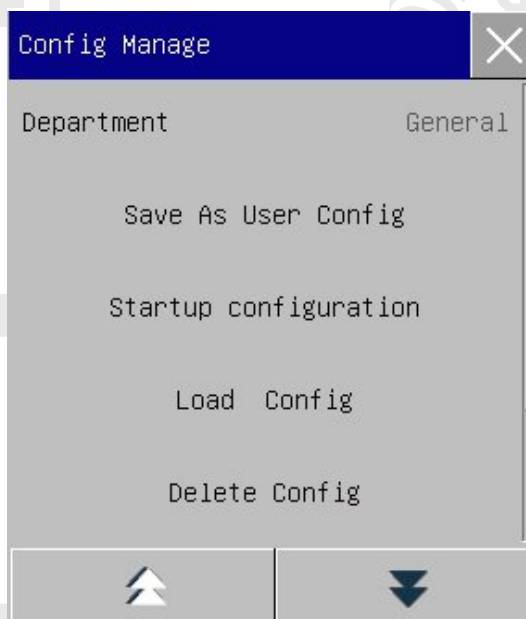 Config Manage
Department General
Save As User Config
Startup configuration
Load Config
Delete Config